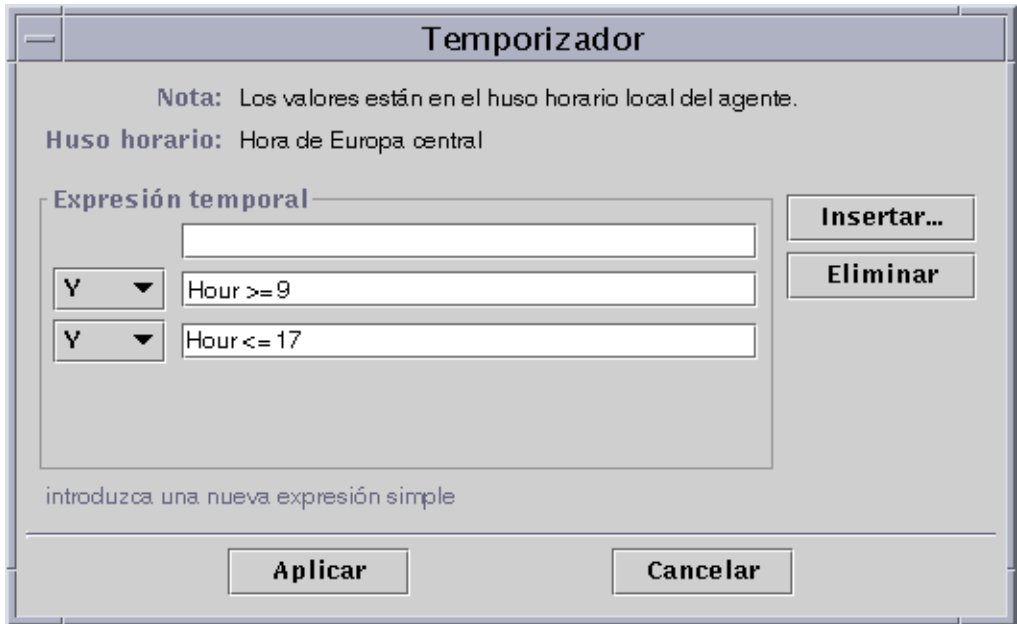 Temporizador
Nota: Los valores están en el huso horario local del agente.
Huso horario: Hora de Europa central
Expresión temporal
Insertar...
Eliminar
Y Hour >= 9
Y Hour <= 17
introduzca una nueva expresión simple
Aplicar Cancelar